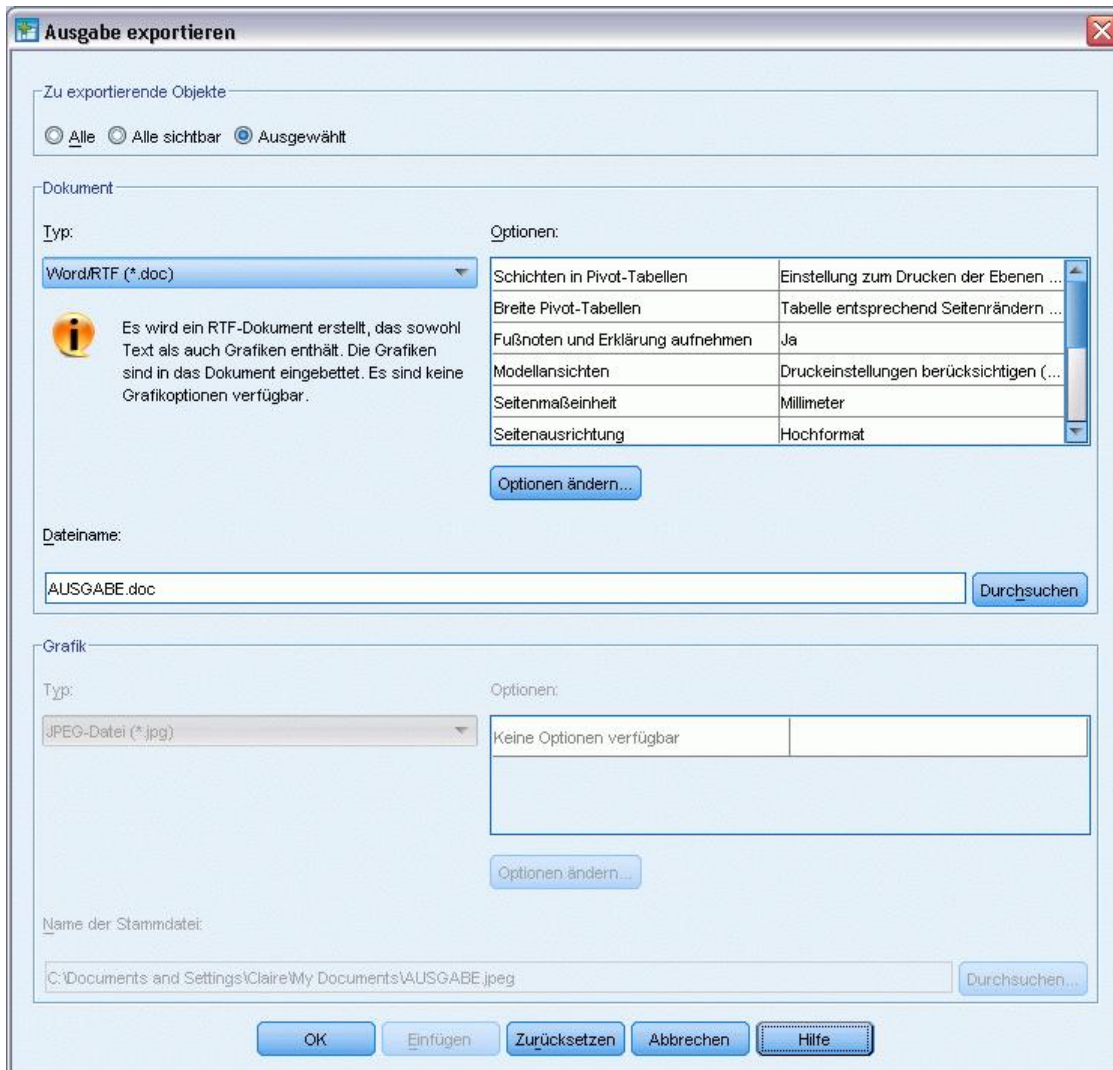 Ausgabe exportieren
Zu exportierende Objekte
Alle Alle sichtbar Ausgewählt
Dokument
Typ:
Word/RTF (*.doc)
Es wird ein RTF-Dokument erstellt, das sowohl
Text als auch Grafiken enthält. Die Grafiken
sind in das Dokument eingebettet. Es sind keine
Grafikoptionen verfügbar.
Optionen:
Schichten in Pivot-Tabellen Einstellung zum Drucken der Ebenen ...
Breite Pivot-Tabellen Tabelle entsprechend Seitenrändern ...
Fußnoten und Erklärung aufnehmen Ja
Modellansichten Druckeinstellungen berücksichtigen (...
Seitenmaßeinheit Millimeter
Seitenausrichtung Hochformat
Optionen ändern...
Dateiname:
AUSGABE.doc Durchsuchen
Grafik
Typ:
JPEG-Datei (*.jpg)
Optionen:
Keine Optionen verfügbar
Optionen ändern...
Name der Stammdatei:
C:\Documents and Settings\Claire\My Documents\AUSGABE.jpeg Durchsuchen...
OK Einfügen Zurücksetzen Abbrechen Hilfe